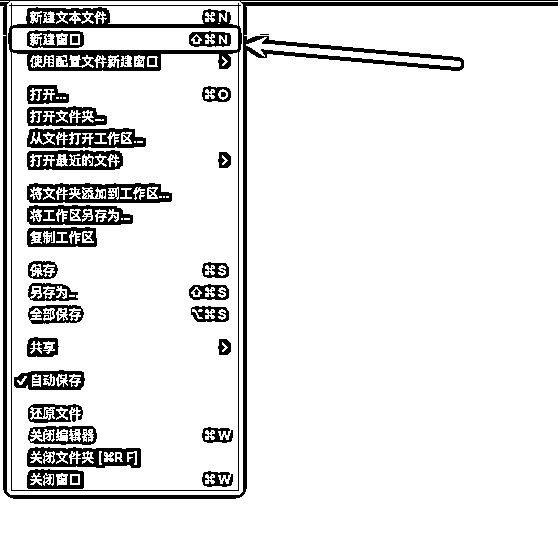 新建文本文件 ⌘N
新建窗口 ⇧⌘N
使用配置文件新建窗口 >
打开... ⌘O
打开文件夹...
从文件打开工作区...
打开最近的文件 >
将文件夹添加到工作区...
将工作区另存为...
复制工作区
保存 ⌘S
另存为... ⇧⌘S
全部保存 ⌥⌘S
共享 >
✓ 自动保存
还原文件
关闭编辑器 ⌘W
关闭文件夹 [⌘R F]
关闭窗口 ⌘W